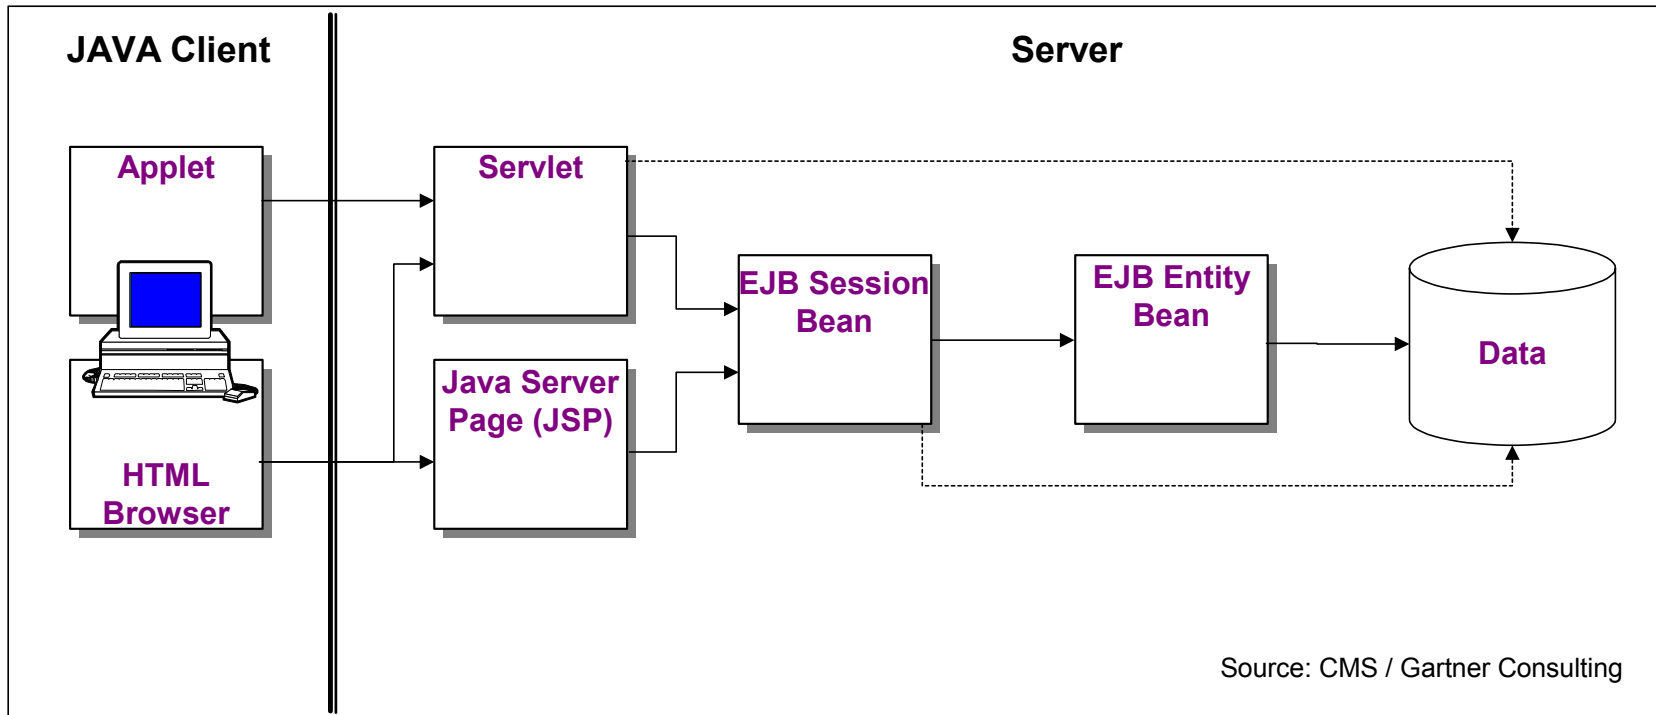 JAVA Client
Server
Applet
Servlet
EJB Session
Bean
EJB Entity
Bean
Data
Java Server
Page (JSP)
HTML
Browser
Source: CMS / Gartner Consulting